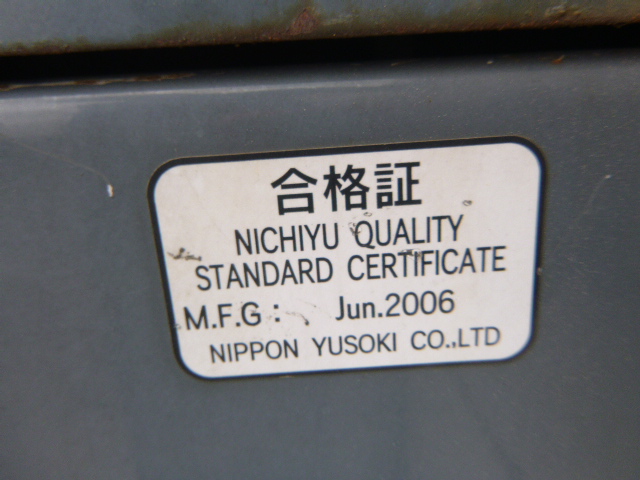 合格証
NICHIYU QUALITY
STANDARD CERTIFICATE
M.F.G : Jun.2006
NIPPON YUSOKI CO.,LTD